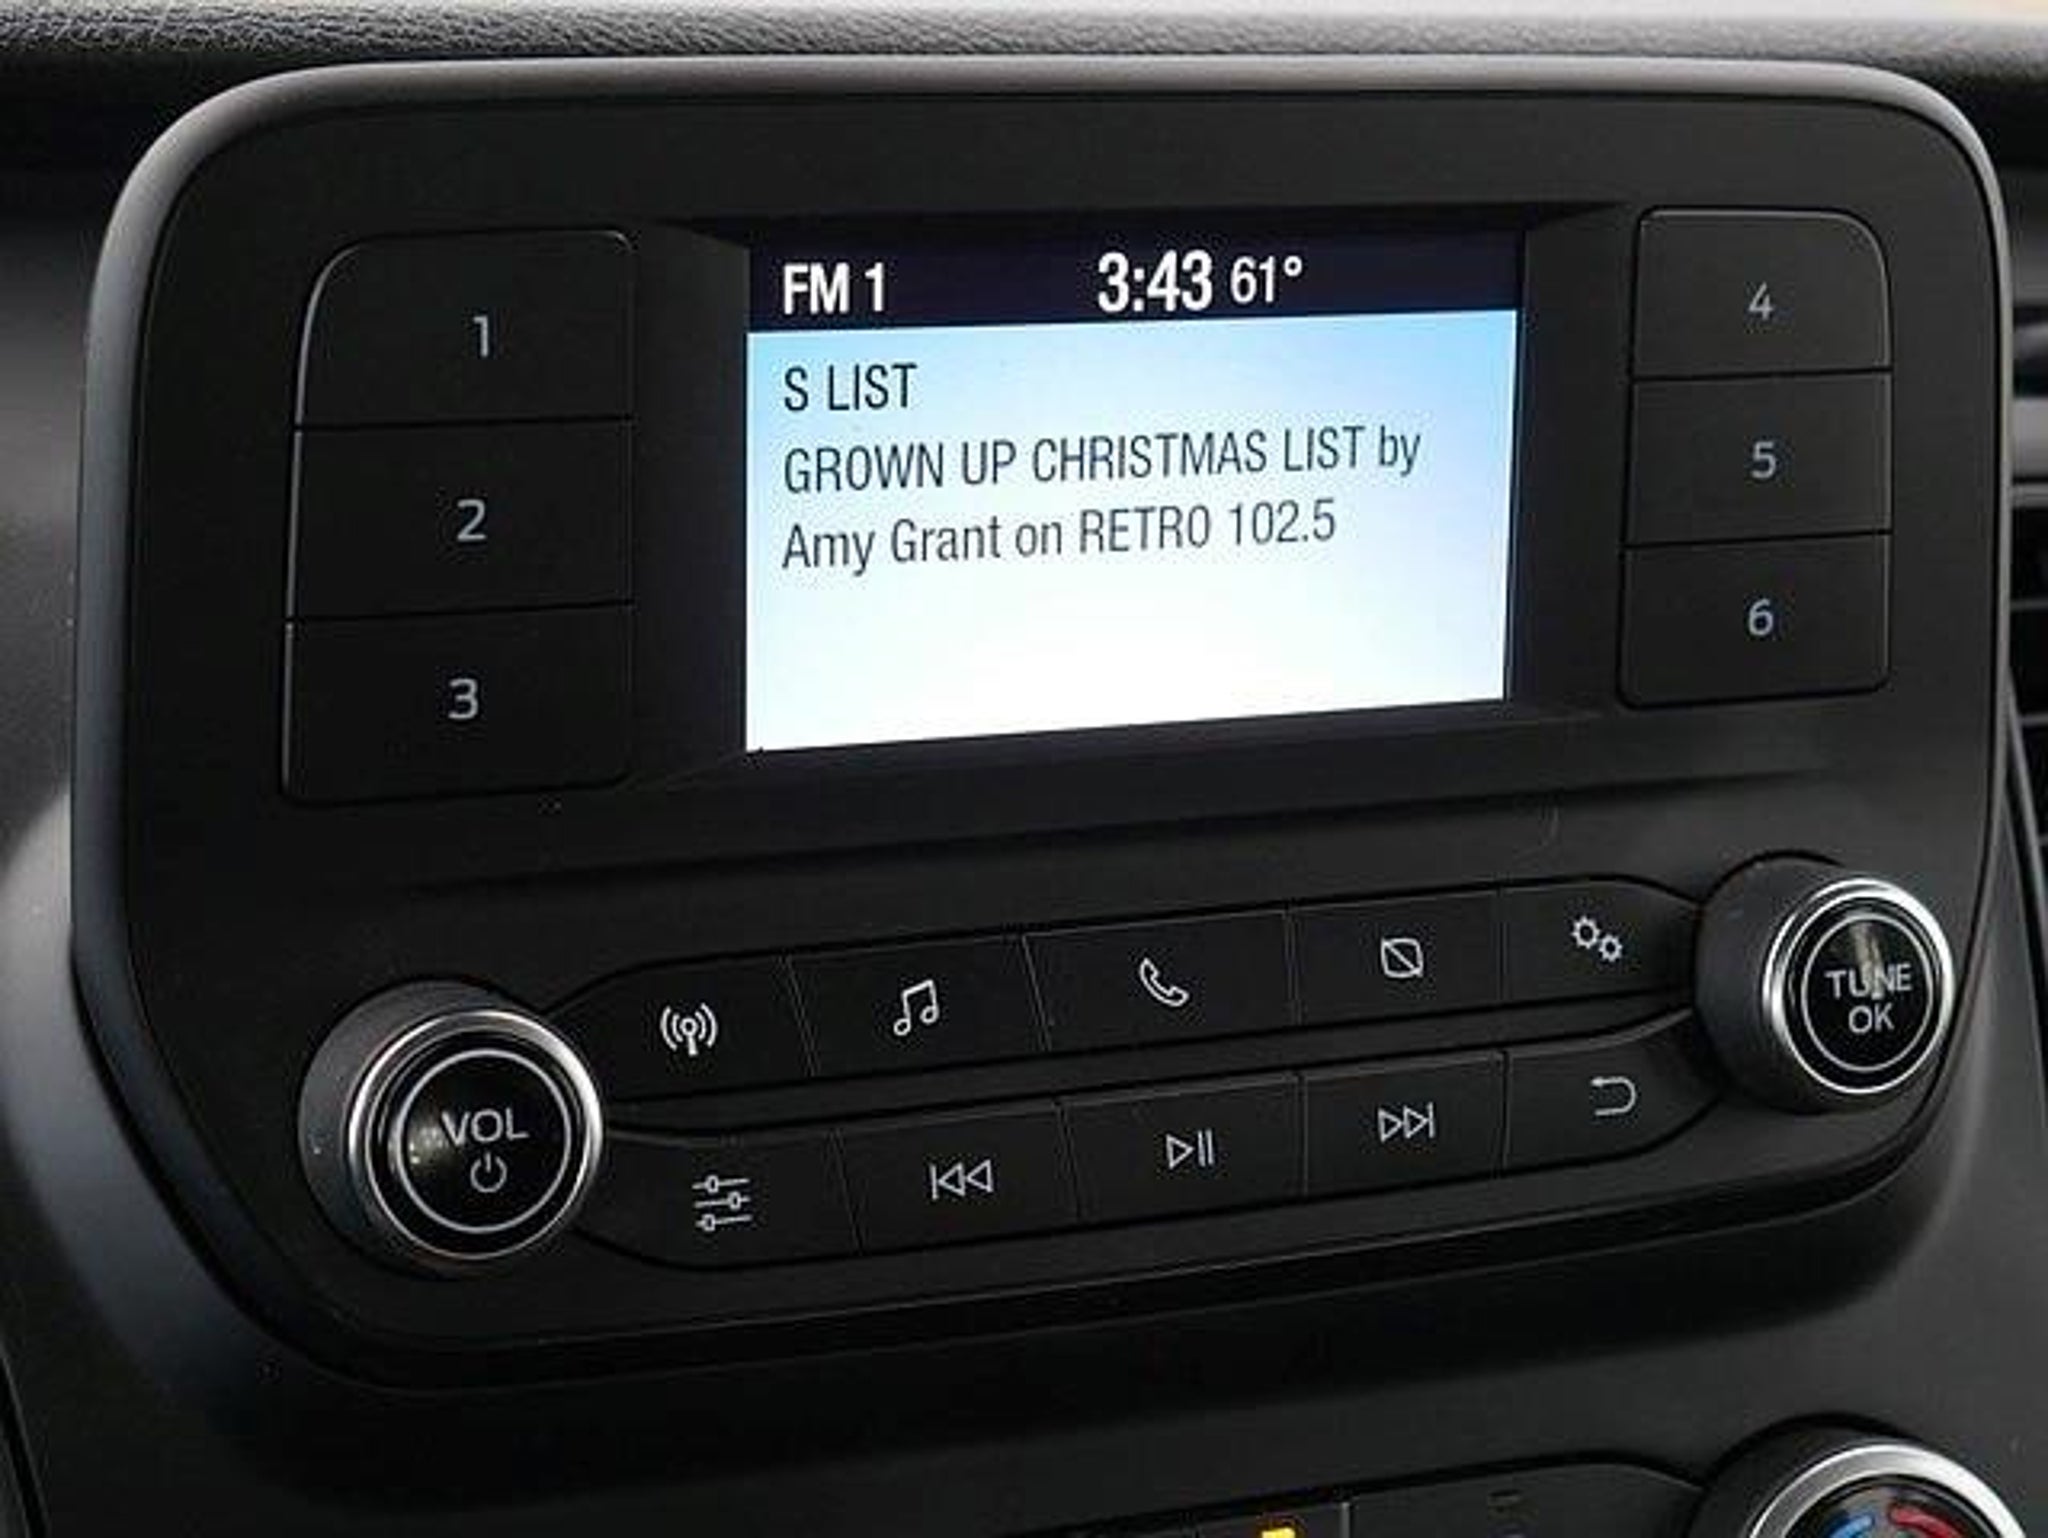 FM 1 3:43 61°
S LIST
GROWN UP CHRISTMAS LIST by
Amy Grant on RETRO 102.5
1
2
3
4
5
6
VOL
TUNE
OK